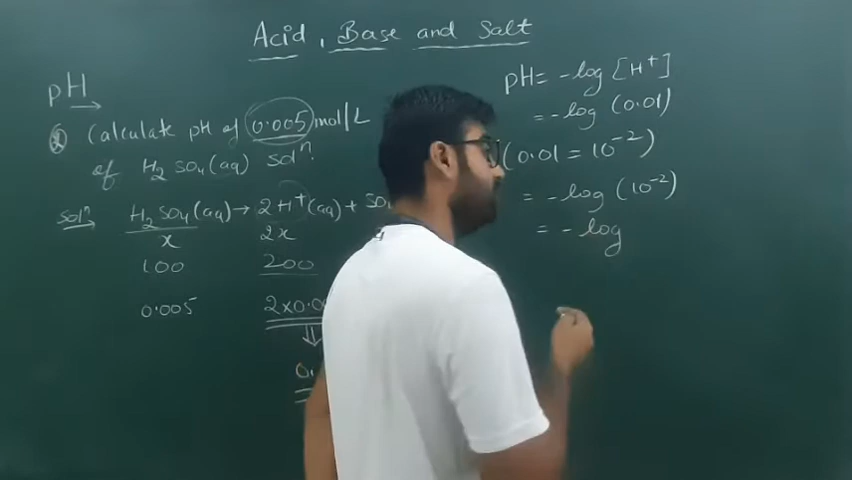 Acid, Base and Salt
pH
Calculate pH of 0.005 mol/L
of H₂SO₄(aq) solⁿ.
solⁿ H₂SO₄(aq) → 2H⁺(aq) +
x 2x
100 200
0.005 2x0.0
0.
pH = -log [H⁺]
= -log (0.01)
(0.01 = 10⁻²)
= -log (10⁻²)
= -log